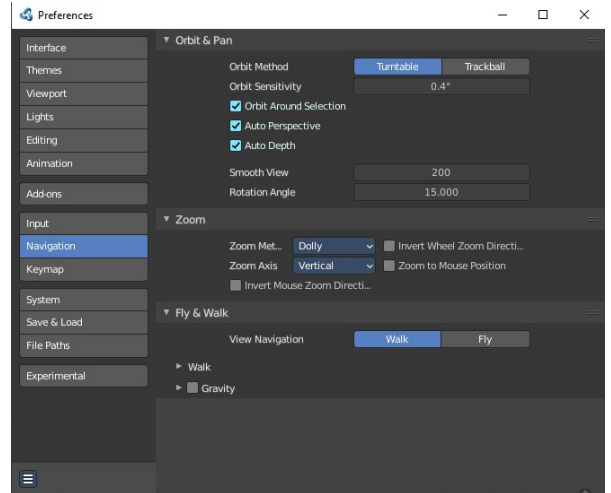 Preferences
Interface
Themes
Viewport
Lights
Editing
Animation
Add-ons
Input
Navigation
Keymap
System
Save & Load
File Paths
Experimental
Orbit & Pan
Orbit Method Turntable Trackball
Orbit Sensitivity 0.4°
Orbit Around Selection
Auto Perspective
Auto Depth
Smooth View 200
Rotation Angle 15.000
Zoom
Zoom Met... Dolly Invert Wheel Zoom Directi...
Zoom Axis Vertical Zoom to Mouse Position
Invert Mouse Zoom Directi...
Fly & Walk
View Navigation Walk Fly
Walk
Gravity